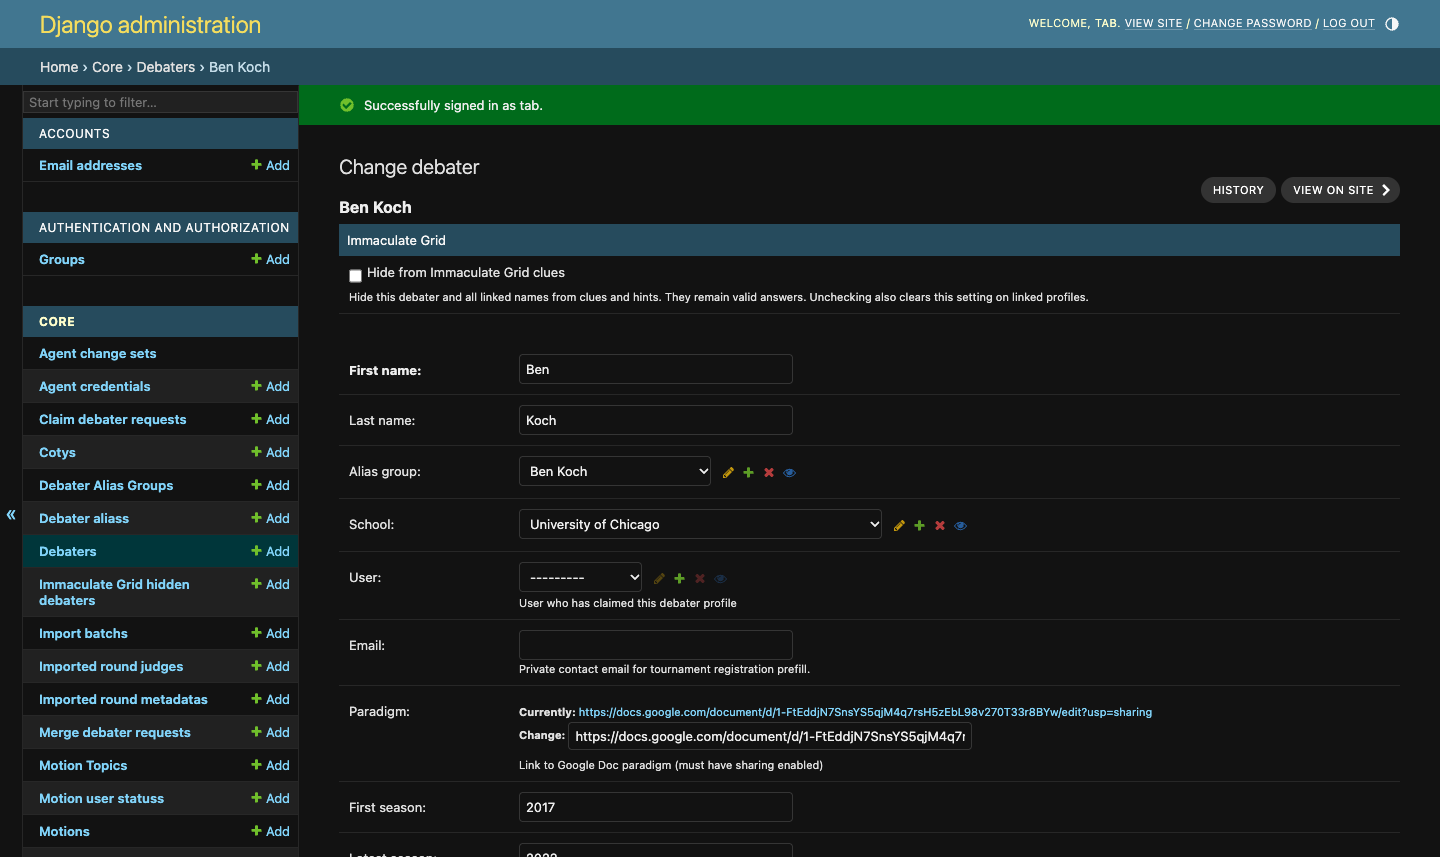 Django administration
WELCOME, TAB. VIEW SITE / CHANGE PASSWORD / LOG OUT
Home › Core › Debaters › Ben Koch
Start typing to filter...
ACCOUNTS
Email addresses Add
AUTHENTICATION AND AUTHORIZATION
Groups Add
CORE
Agent change sets
Agent credentials Add
Claim debater requests Add
Cotys Add
Debater Alias Groups Add
Debater aliass Add
Debaters Add
Immaculate Grid hidden debaters Add
Import batchs Add
Imported round judges Add
Imported round metadatas Add
Merge debater requests Add
Motion Topics Add
Motion user statuss Add
Motions Add
«
Successfully signed in as tab.
Change debater
HISTORY
VIEW ON SITE
Ben Koch
Immaculate Grid
Hide from Immaculate Grid clues
Hide this debater and all linked names from clues and hints. They remain valid answers. Unchecking also clears this setting on linked profiles.
First name: Ben
Last name: Koch
Alias group: Ben Koch
School: University of Chicago
User: ---------
User who has claimed this debater profile
Email:
Private contact email for tournament registration prefill.
Paradigm: Currently: https://docs.google.com/document/d/1-FtEddjN7SnsYS5qjM4q7rsH5zEbL98v270T33r8BYw/edit?usp=sharing
Change: https://docs.google.com/document/d/1-FtEddjN7SnsYS5qjM4q7r
Link to Google Doc paradigm (must have sharing enabled)
First season: 2017
Latest season: